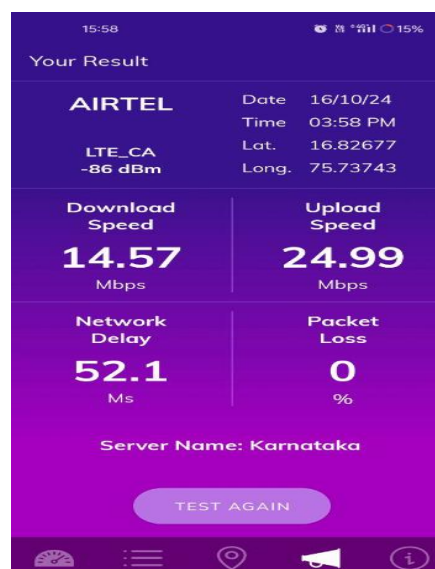 15:58
15%
Your Result
AIRTEL
LTE_CA
-86 dBm
Date 16/10/24
Time 03:58 PM
Lat. 16.82677
Long. 75.73743
Download
Speed
14.57
Mbps
Upload
Speed
24.99
Mbps
Network
Delay
52.1
Ms
Packet
Loss
0
%
Server Name: Karnataka
TEST AGAIN